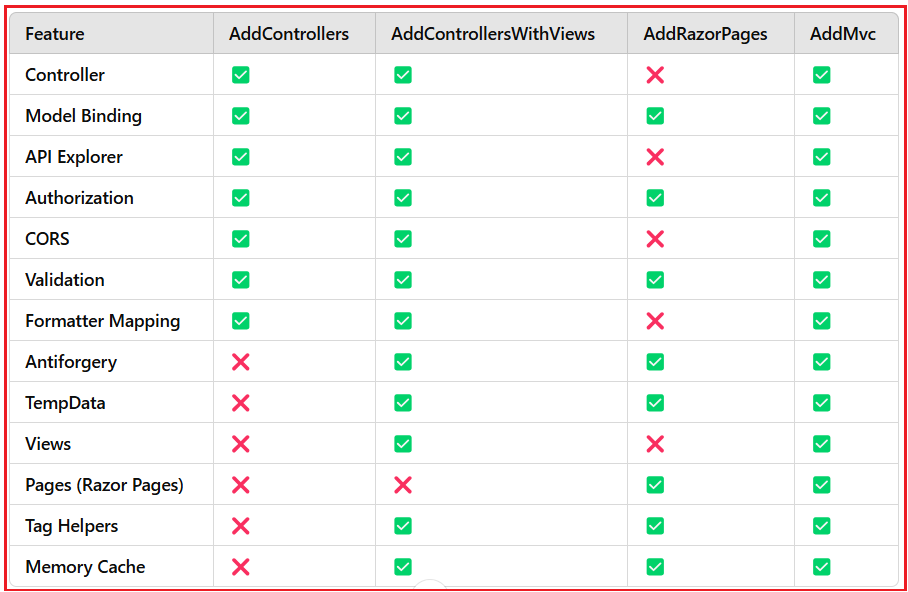 Feature AddControllers AddControllersWithViews AddRazorPages AddMvc
Controller ✅ ✅ ❌ ✅
Model Binding ✅ ✅ ✅ ✅
API Explorer ✅ ✅ ❌ ✅
Authorization ✅ ✅ ✅ ✅
CORS ✅ ✅ ❌ ✅
Validation ✅ ✅ ✅ ✅
Formatter Mapping ✅ ✅ ❌ ✅
Antiforgery ❌ ✅ ✅ ✅
TempData ❌ ✅ ✅ ✅
Views ❌ ✅ ❌ ✅
Pages (Razor Pages) ❌ ❌ ✅ ✅
Tag Helpers ❌ ✅ ✅ ✅
Memory Cache ❌ ✅ ✅ ✅